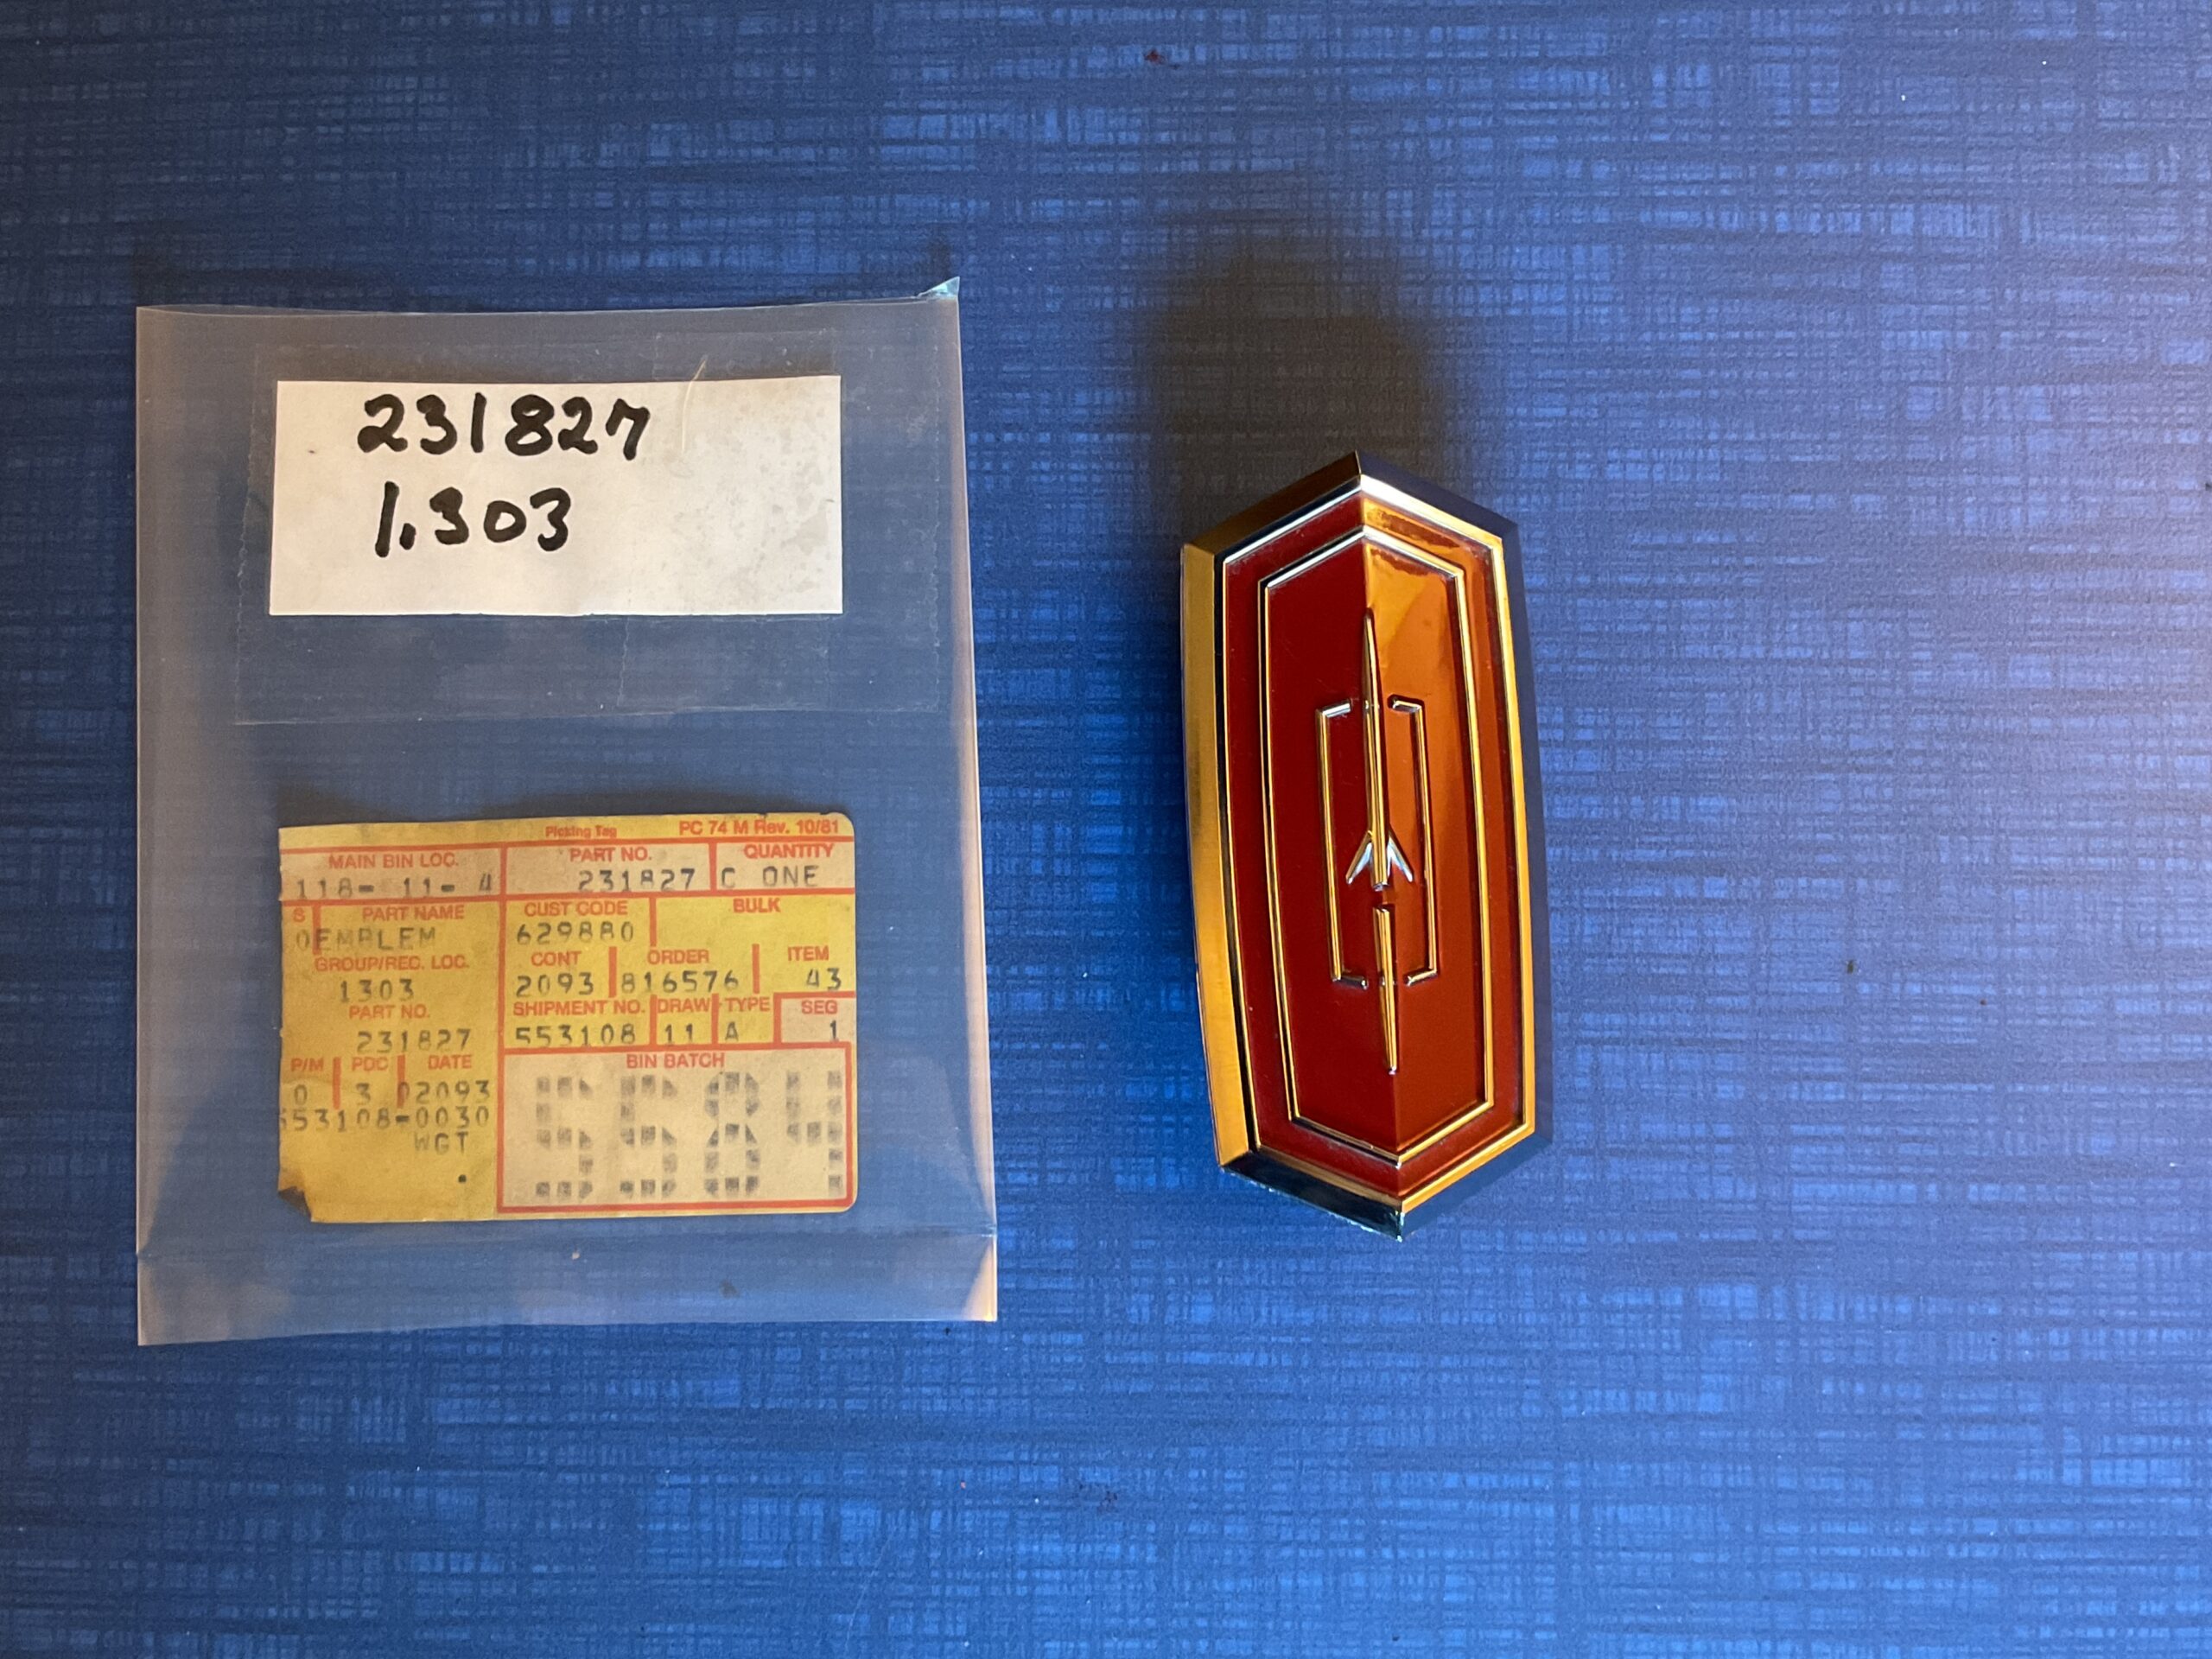 231827
1.303
Picking Tag PC 74 M Rev. 10/81
MAIN BIN LOC. PART NO. QUANTITY
118- 11- 4 231827 C ONE
S PART NAME CUST CODE BULK
0 EMBLEM 629880
GROUP/REC. LOC. CONT ORDER ITEM
1303 2093 816576 43
PART NO. SHIPMENT NO. DRAW TYPE SEG
231827 553108 11 A 1
P/M PDC DATE BIN BATCH
0 3 02093
553108-0030
WGT
5584